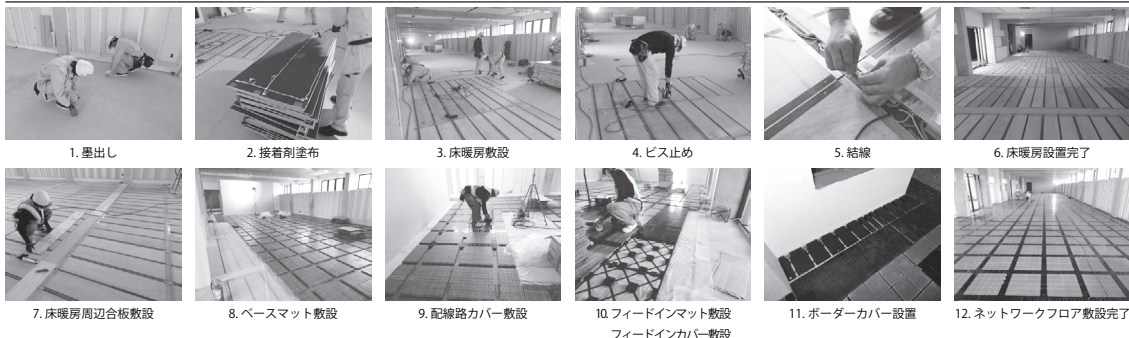 1. 墨出し
2. 接着剤塗布
3. 床暖房敷設
4. ビス止め
5. 結線
6. 床暖房設置完了
7. 床暖房周辺合板敷設
8. ベースマット敷設
9. 配線路カバー敷設
10. フィードインマット敷設
フィードインカバー敷設
11. ボーダーカバー設置
12. ネットワークフロア敷設完了